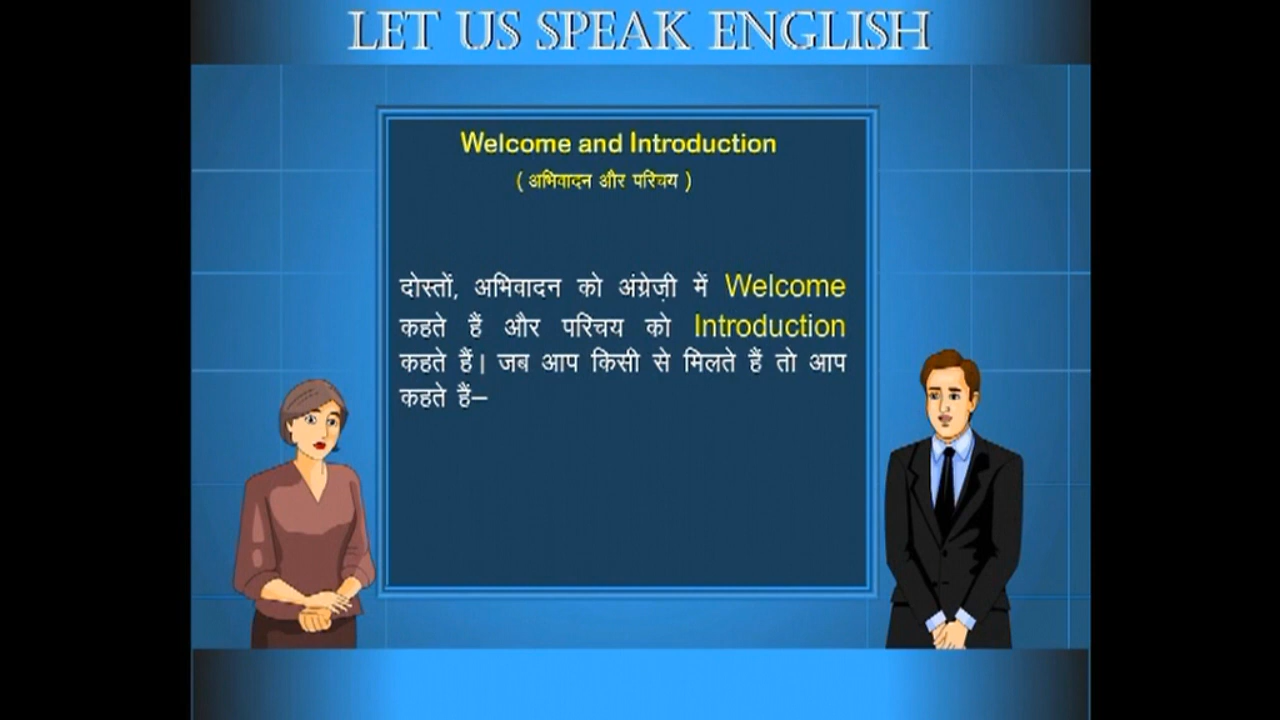 LET US SPEAK ENGLISH
Welcome and Introduction
( अभिवादन और परिचय )
दोस्तों, अभिवादन को अंग्रेज़ी में Welcome
कहते हैं और परिचय को Introduction
कहते हैं। जब आप किसी से मिलते हैं तो आप
कहते हैं–